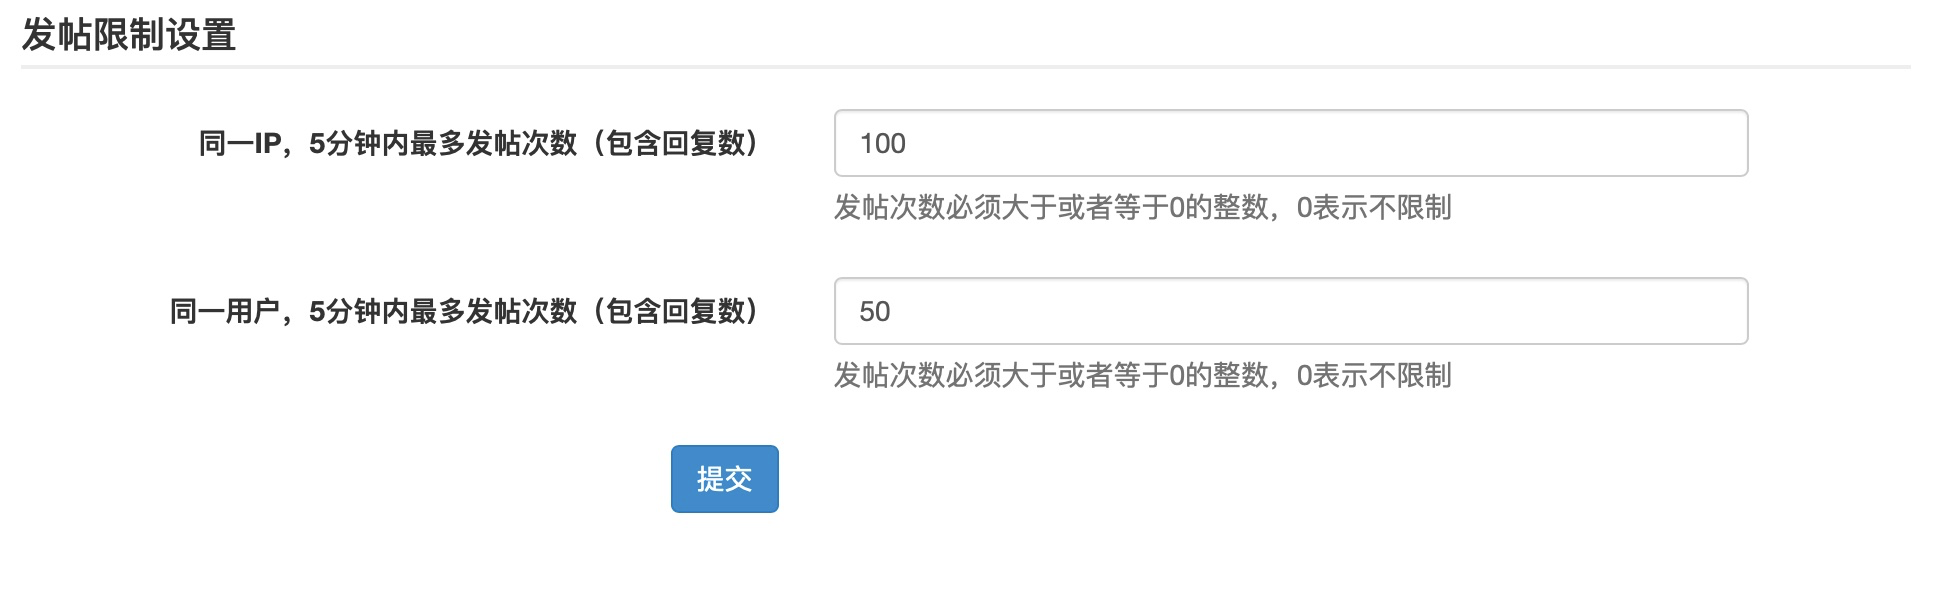 发帖限制设置
同一IP，5分钟内最多发帖次数（包含回复数）
100
发帖次数必须大于或者等于0的整数，0表示不限制
同一用户，5分钟内最多发帖次数（包含回复数）
50
发帖次数必须大于或者等于0的整数，0表示不限制
提交